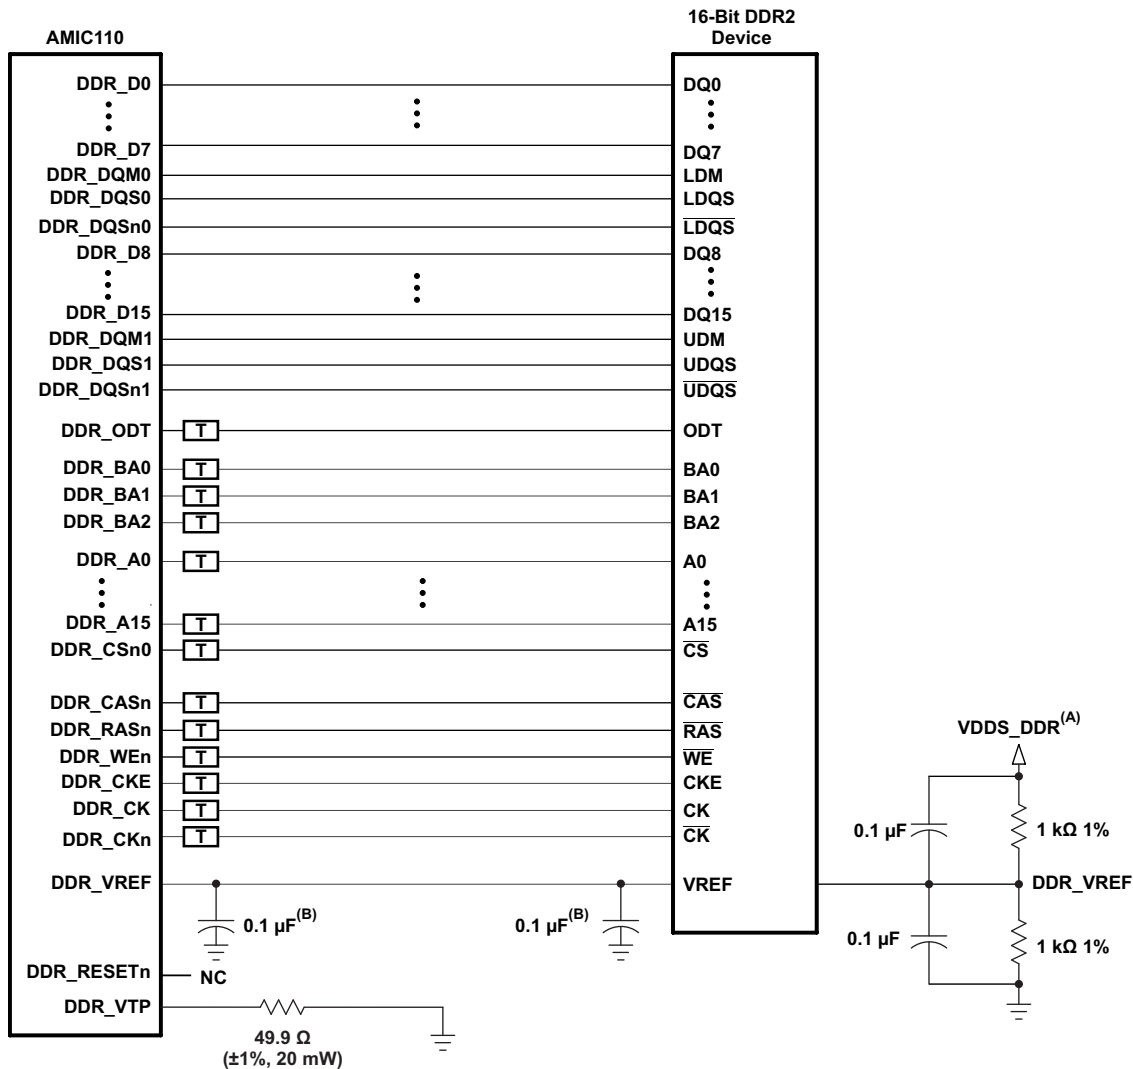 16-Bit DDR2
Device
AMIC110
DDR_D0
DQ0
DDR_D7
DQ7
DDR_DQM0
LDM
DDR_DQS0
LDQS
DDR_DQSn0
LDQS
DDR_D8
DQ8
DDR_D15
DQ15
DDR_DQM1
UDM
DDR_DQS1
UDQS
DDR_DQSn1
UDQS
DDR_ODT
T
ODT
DDR_BA0
T
BA0
DDR_BA1
T
BA1
DDR_BA2
T
BA2
DDR_A0
T
A0
DDR_A15
T
A15
DDR_CSn0
T
CS
DDR_CASn
T
CAS
DDR_RASn
T
RAS
DDR_WEn
T
WE
DDR_CKE
T
CKE
DDR_CK
T
CK
DDR_CKn
T
CK
DDR_VREF
VREF
0.1 µF(B)
0.1 µF(B)
VDDS_DDR(A)
0.1 µF
1 kΩ 1%
DDR_VREF
0.1 µF
1 kΩ 1%
DDR_RESETn
NC
DDR_VTP
49.9 Ω
(±1%, 20 mW)